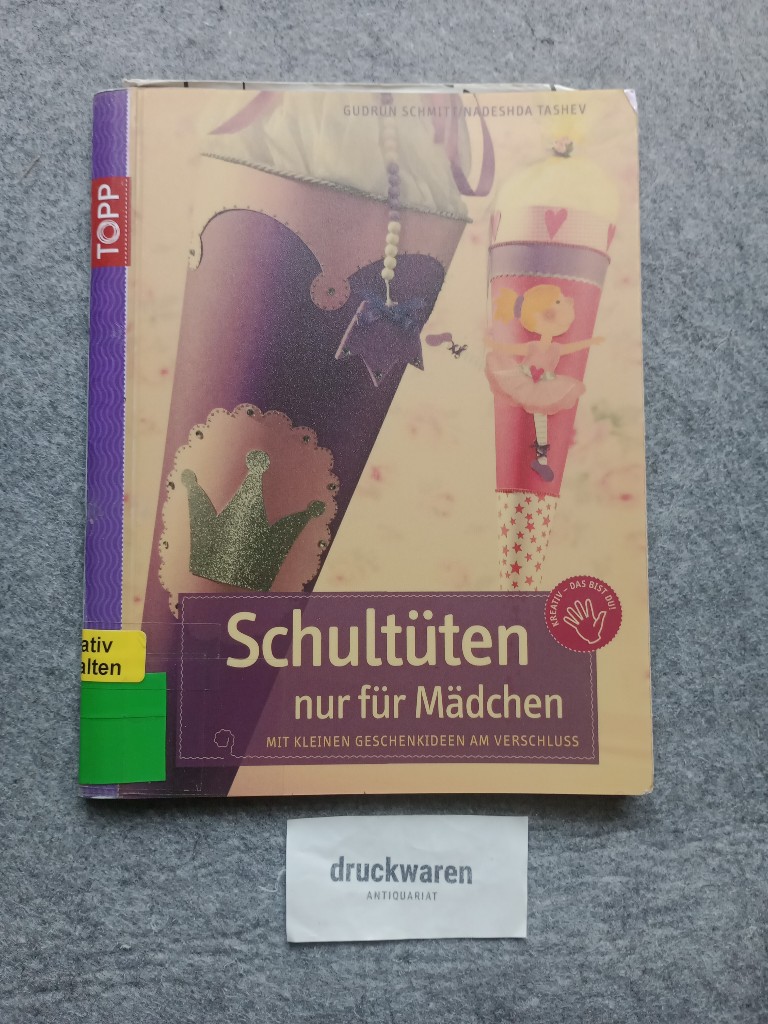 GUDRUN SCHMITT/NADESHDA TASHEV
TOPP
KREATIV – DAS BIST DU!
Schultüten
nur für Mädchen
MIT KLEINEN GESCHENKIDEEN AM VERSCHLUSS
ativ
alten
druckwaren
ANTIQUARIAT